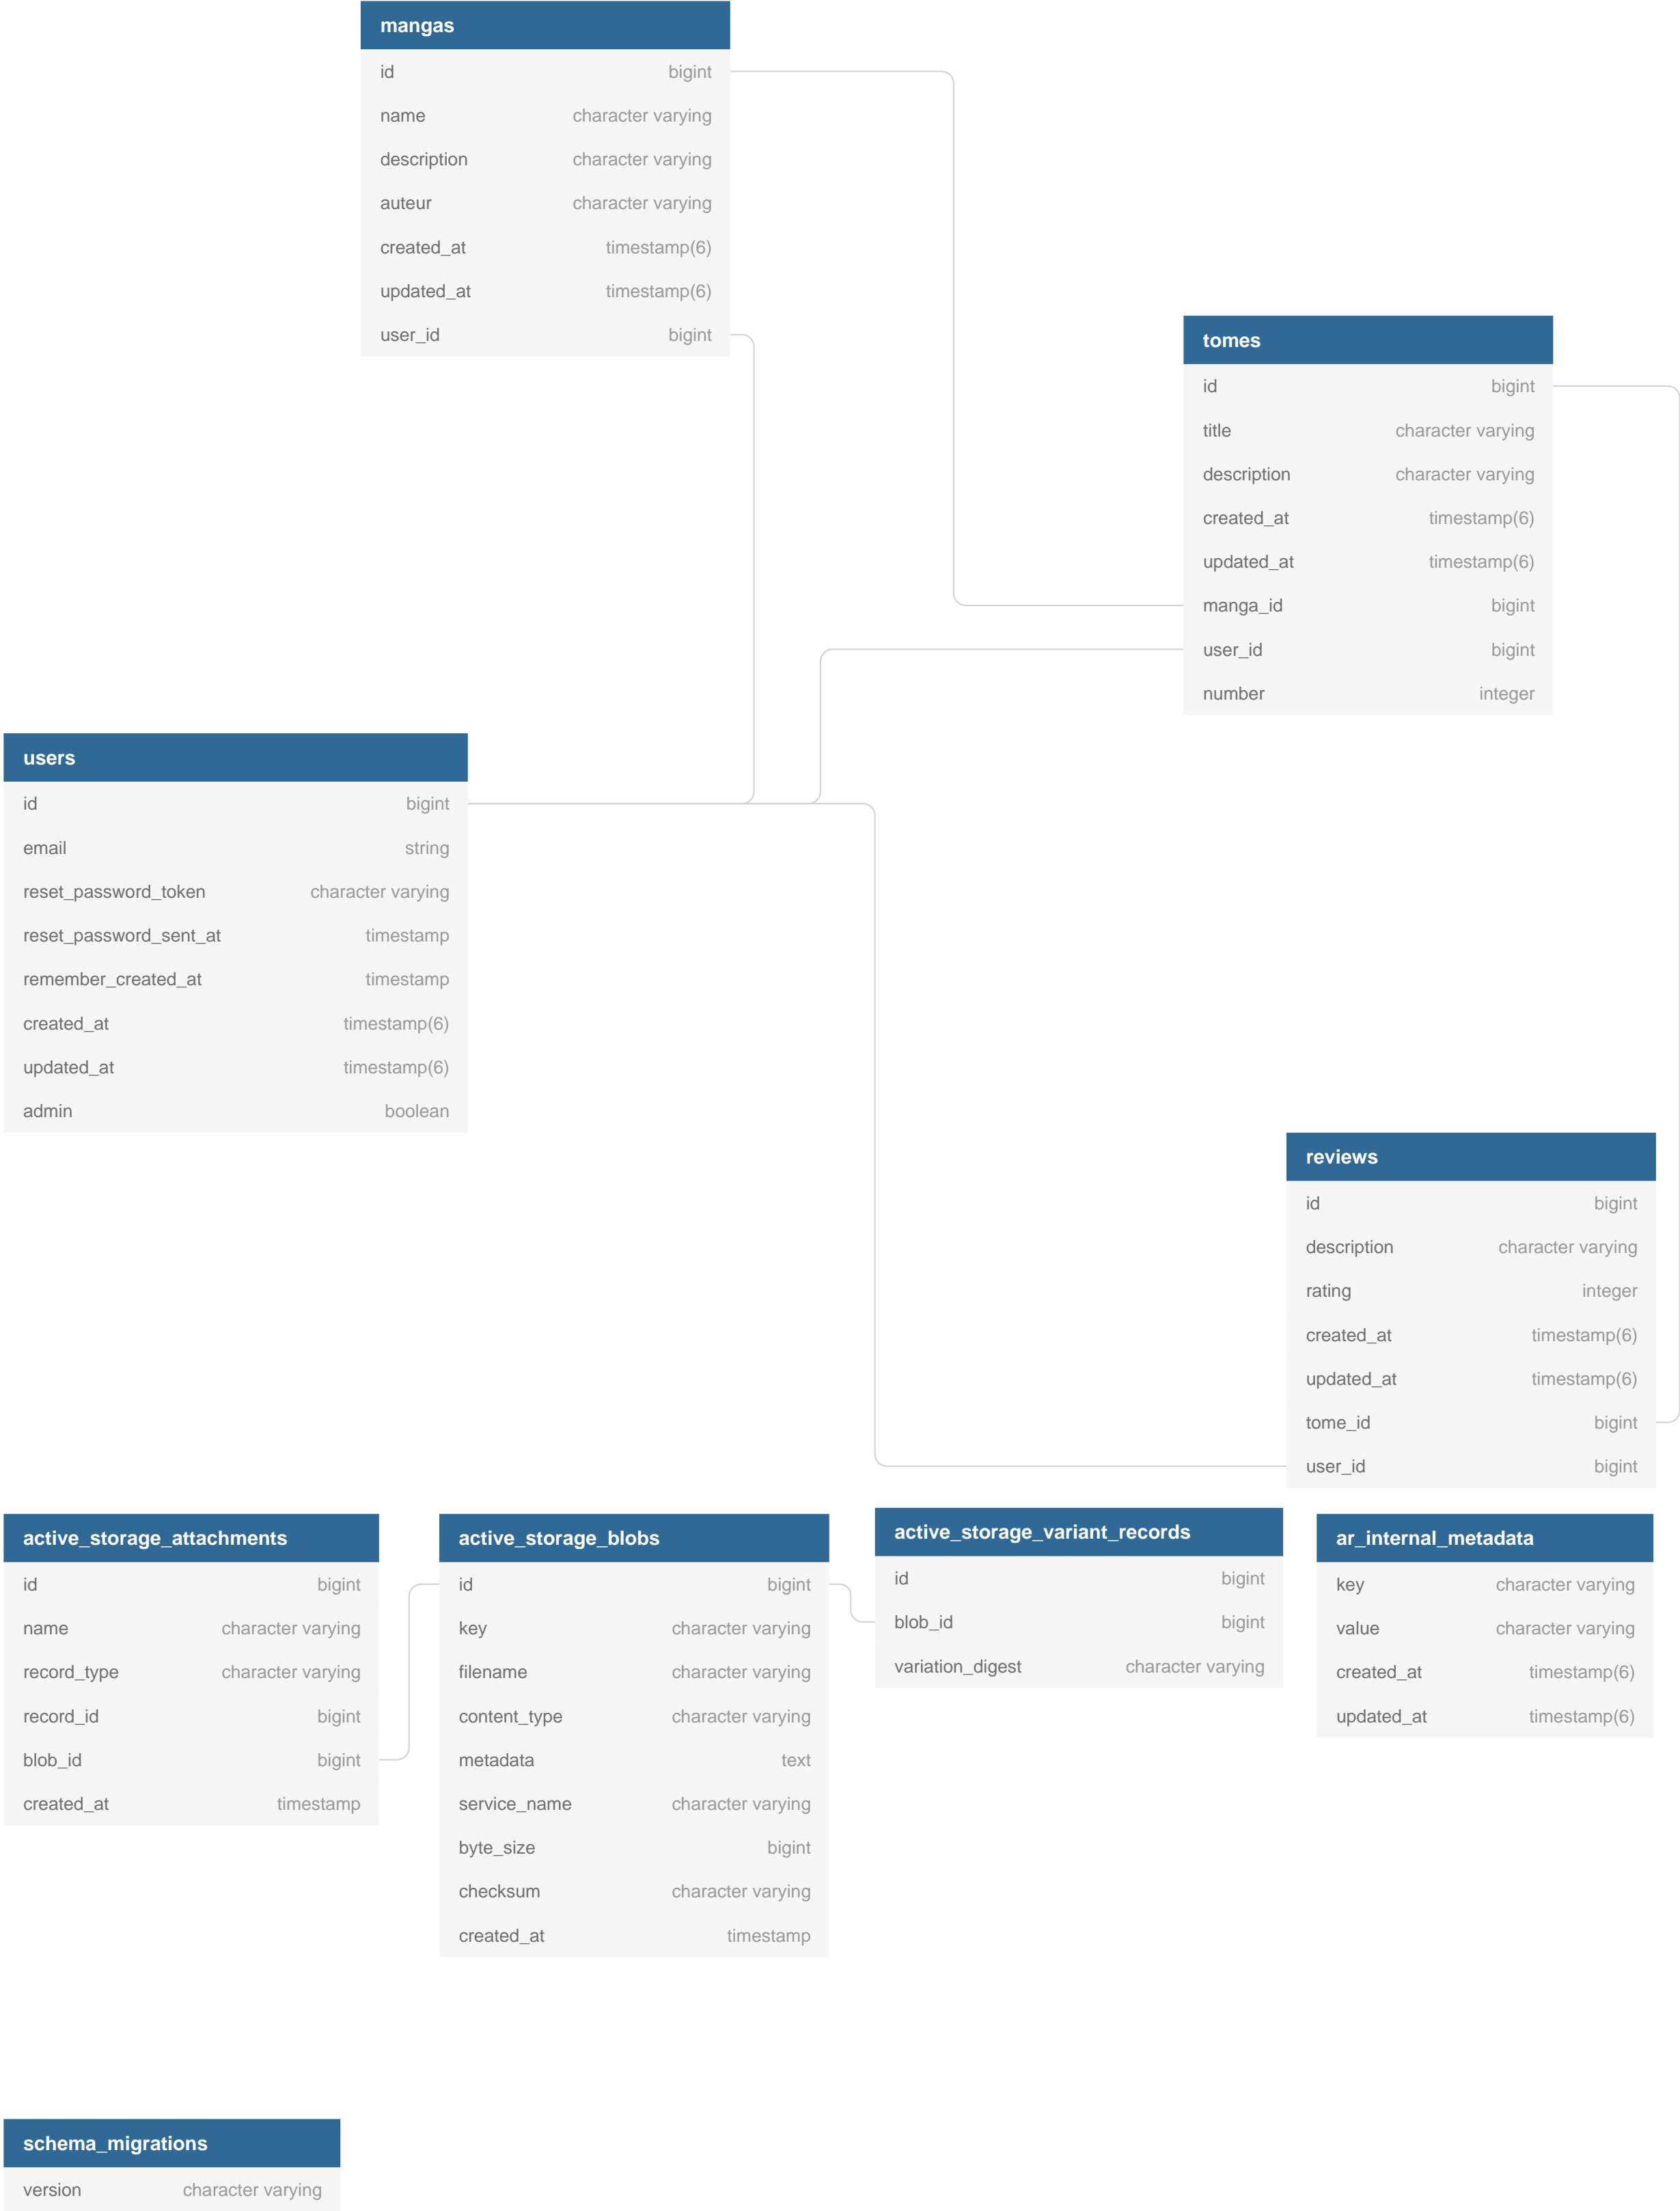 mangas
id bigint
name character varying
description character varying
auteur character varying
created_at timestamp(6)
updated_at timestamp(6)
user_id bigint
tomes
id bigint
title character varying
description character varying
created_at timestamp(6)
updated_at timestamp(6)
manga_id bigint
user_id bigint
number integer
users
id bigint
email string
reset_password_token character varying
reset_password_sent_at timestamp
remember_created_at timestamp
created_at timestamp(6)
updated_at timestamp(6)
admin boolean
reviews
id bigint
description character varying
rating integer
created_at timestamp(6)
updated_at timestamp(6)
tome_id bigint
user_id bigint
active_storage_attachments
id bigint
name character varying
record_type character varying
record_id bigint
blob_id bigint
created_at timestamp
active_storage_blobs
id bigint
key character varying
filename character varying
content_type character varying
metadata text
service_name character varying
byte_size bigint
checksum character varying
created_at timestamp
active_storage_variant_records
id bigint
blob_id bigint
variation_digest character varying
ar_internal_metadata
key character varying
value character varying
created_at timestamp(6)
updated_at timestamp(6)
schema_migrations
version character varying